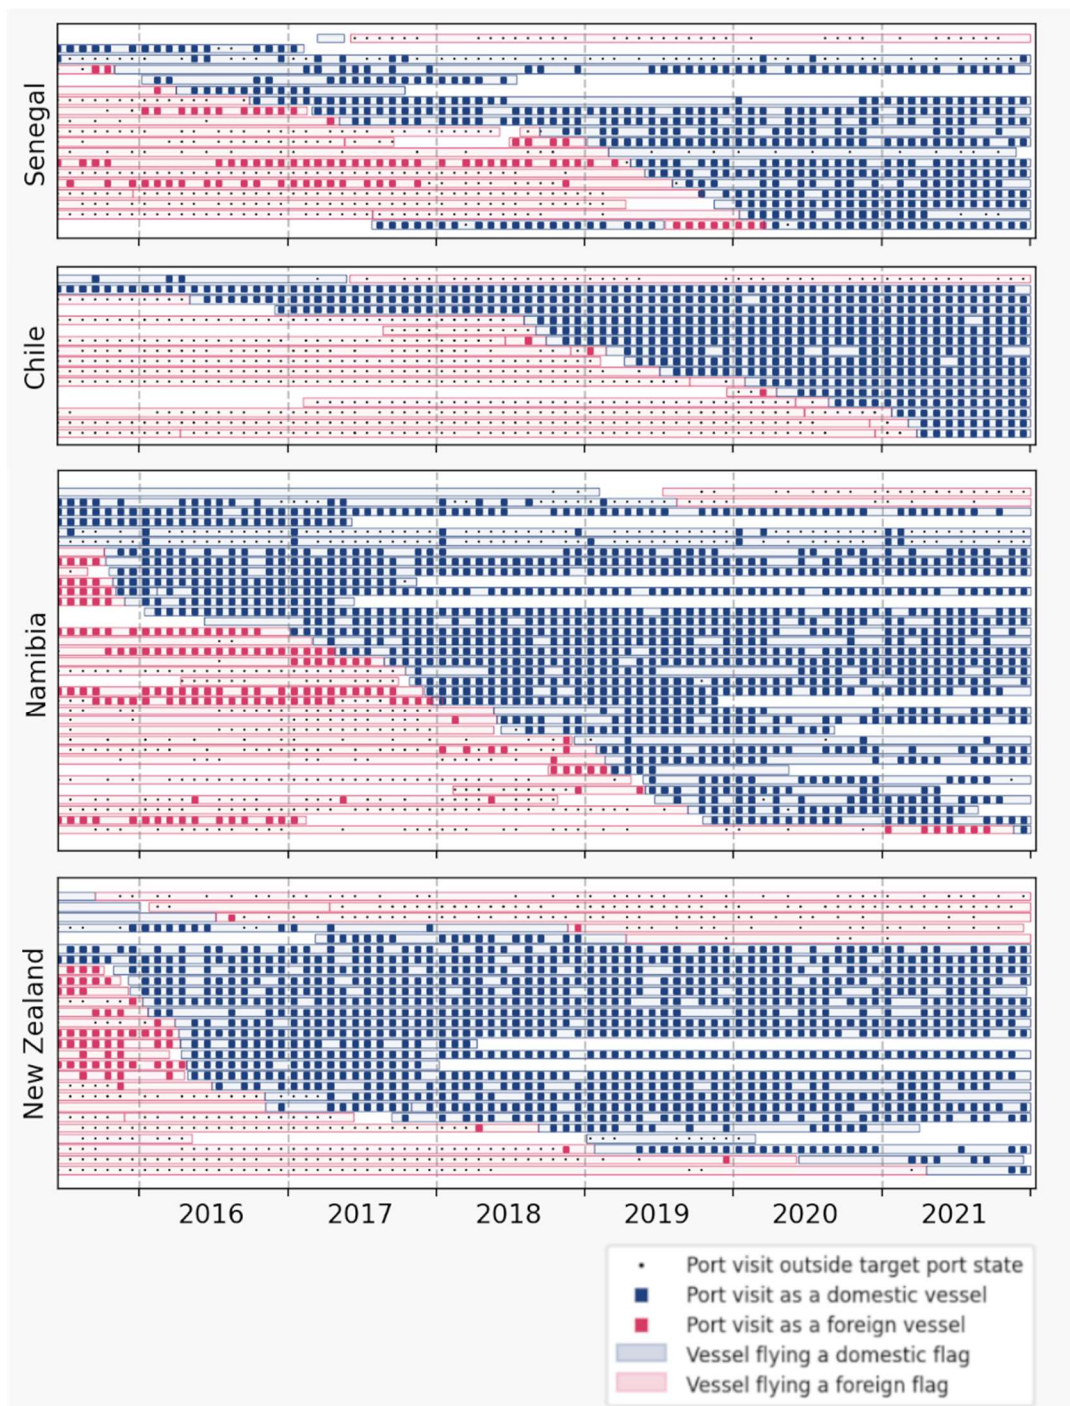 Senegal
Chile
Namibia
New Zealand
2016 2017 2018 2019 2020 2021
Port visit outside target port state
Port visit as a domestic vessel
Port visit as a foreign vessel
Vessel flying a domestic flag
Vessel flying a foreign flag